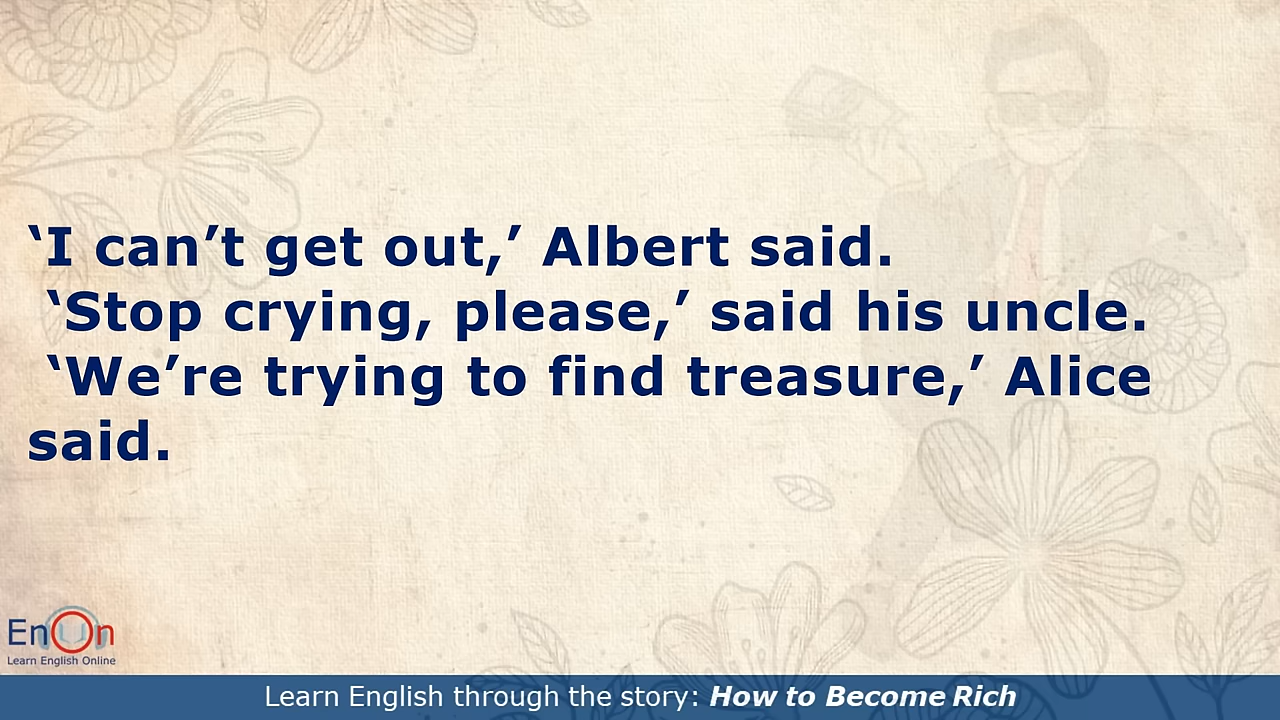 ‘I can’t get out,’ Albert said.
‘Stop crying, please,’ said his uncle.
‘We’re trying to find treasure,’ Alice
said.
EnOn
Learn English Online
Learn English through the story: How to Become Rich